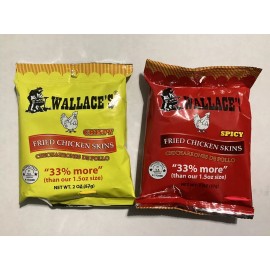 WALLACE'S
CRISPY
FRIED CHICKEN SKINS
CHICHARRONES DE POLLO
"33% more"
(than our 1.5oz size)
NET WT. 2 OZ (57g)
WALLACE'S
SPICY
FRIED CHICKEN SKINS
CHICHARRONES DE POLLO
"33% more"
(than our 1.5oz size)